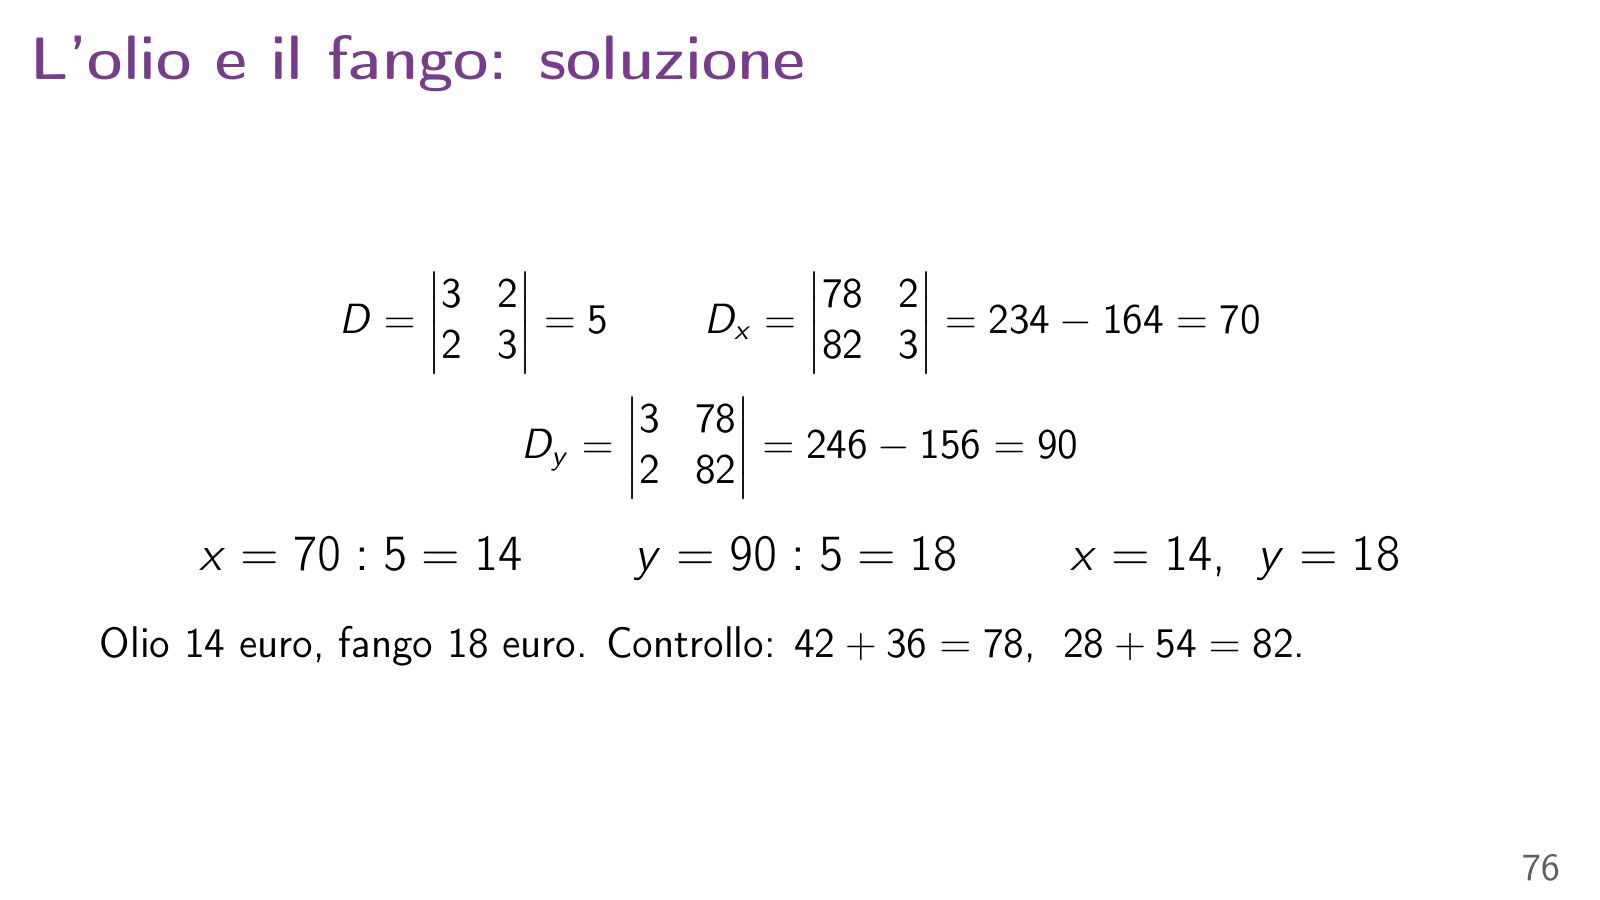 L'olio e il fango: soluzione
D = |3 2; 2 3| = 5   D_x = |78 2; 82 3| = 234 − 164 = 70
D_y = |3 78; 2 82| = 246 − 156 = 90
x = 70 : 5 = 14   y = 90 : 5 = 18   x = 14, y = 18
Olio 14 euro, fango 18 euro. Controllo: 42 + 36 = 78, 28 + 54 = 82.
76